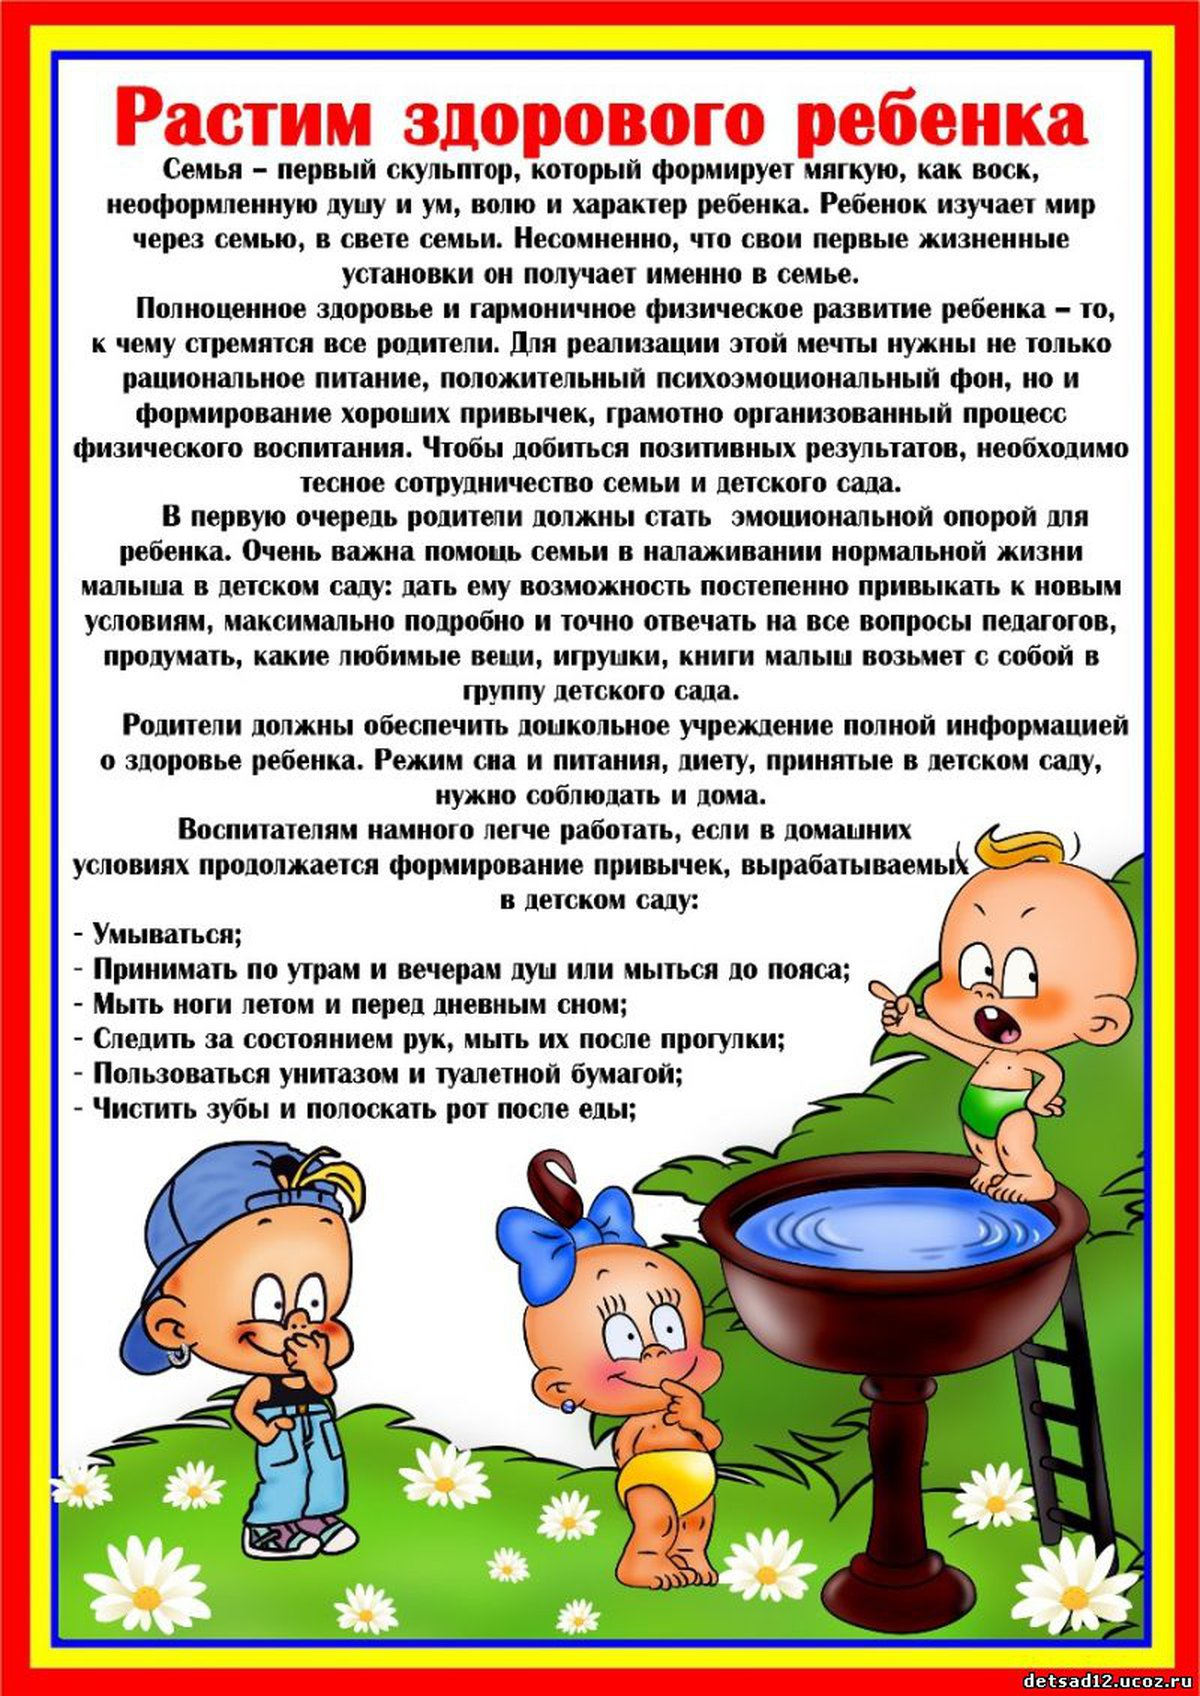 Растим здорового ребенка
Семья – первый скульптор, который формирует мягкую, как воск,
неоформленную душу и ум, волю и характер ребенка. Ребенок изучает мир
через семью, в свете семьи. Несомненно, что свои первые жизненные
установки он получает именно в семье.
Полноценное здоровье и гармоничное физическое развитие ребенка – то,
к чему стремятся все родители. Для реализации этой мечты нужны не только
рациональное питание, положительный психоэмоциональный фон, но и
формирование хороших привычек, грамотно организованный процесс
физического воспитания. Чтобы добиться позитивных результатов, необходимо
тесное сотрудничество семьи и детского сада.
В первую очередь родители должны стать эмоциональной опорой для
ребенка. Очень важна помощь семьи в налаживании нормальной жизни
малыша в детском саду: дать ему возможность постепенно привыкать к новым
условиям, максимально подробно и точно отвечать на все вопросы педагогов,
продумать, какие любимые вещи, игрушки, книги малыш возьмет с собой в
группу детского сада.
Родители должны обеспечить дошкольное учреждение полной информацией
о здоровье ребенка. Режим сна и питания, диету, принятые в детском саду,
нужно соблюдать и дома.
Воспитателям намного легче работать, если в домашних
условиях продолжается формирование привычек, вырабатываемых
в детском саду:
- Умываться;
- Принимать по утрам и вечерам душ или мыться до пояса;
- Мыть ноги летом и перед дневным сном;
- Следить за состоянием рук, мыть их после прогулки;
- Пользоваться унитазом и туалетной бумагой;
- Чистить зубы и полоскать рот после еды;
detsad12.ucoz.ru